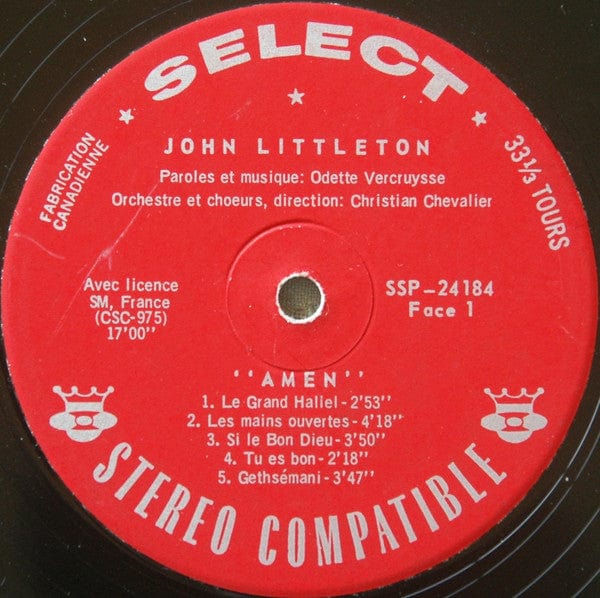 SELECT
JOHN LITTLETON
Paroles et musique: Odette Vercruysse
Orchestre et choeurs, direction: Christian Chevalier
FABRICATION
CANADIENNE
33 1/3 TOURS
Avec licence
SM, France
(CSC-975)
17'00''
SSP-24184
Face 1
''AMEN''
1. Le Grand Hallel - 2'53''
2. Les mains ouvertes - 4'18''
3. Si le Bon Dieu - 3'50''
4. Tu es bon - 2'18''
5. Gethsémani - 3'47''
STEREO COMPATIBLE